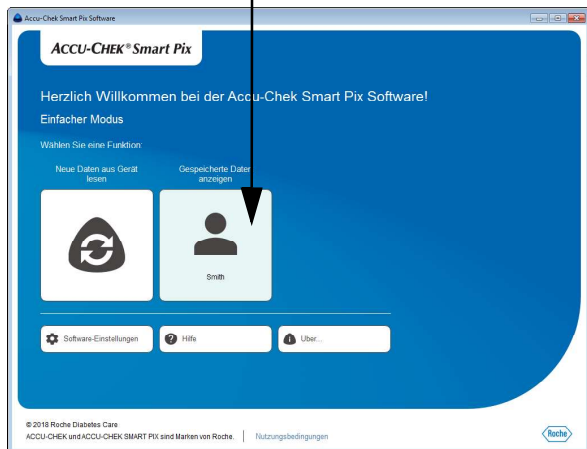 Accu-Chek Smart Pix Software
ACCU-CHEK® Smart Pix
Herzlich Willkommen bei der Accu-Chek Smart Pix Software!
Einfacher Modus
Wählen Sie eine Funktion:
Neue Daten aus Gerät
lesen
Gespeicherte Daten
anzeigen
Smith
Software-Einstellungen
Hilfe
Über...
© 2018 Roche Diabetes Care
ACCU-CHEK und ACCU-CHEK SMART PIX sind Marken von Roche.
Nutzungsbedingungen
Roche